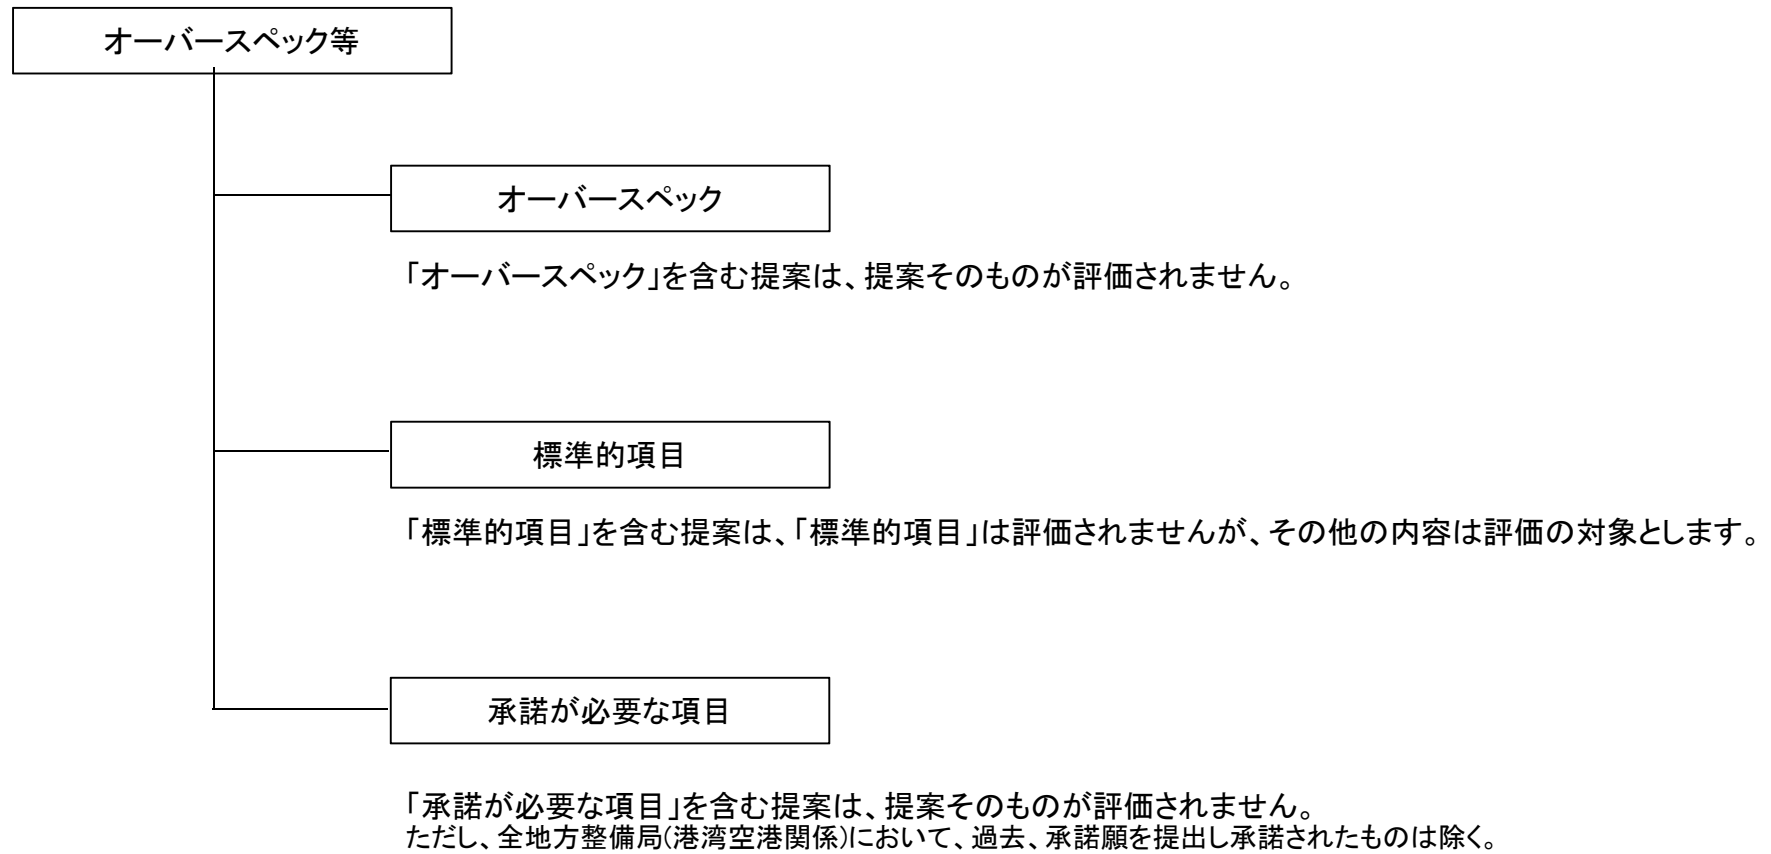 オーバースペック等
オーバースペック
「オーバースペック」を含む提案は、提案そのものが評価されません。
標準的項目
「標準的項目」を含む提案は、「標準的項目」は評価されませんが、その他の内容は評価の対象とします。
承諾が必要な項目
「承諾が必要な項目」を含む提案は、提案そのものが評価されません。
ただし、全地方整備局(港湾空港関係)において、過去、承諾願を提出し承諾されたものは除く。